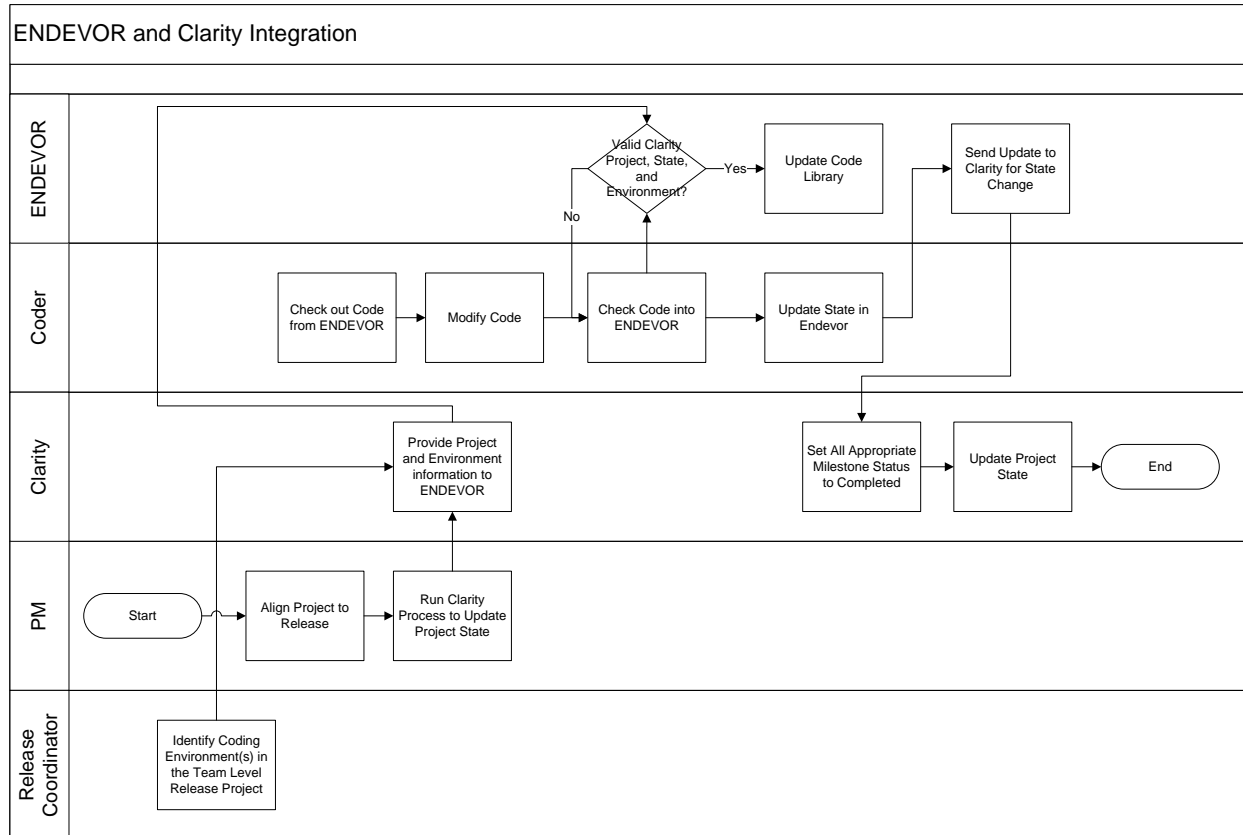 ENDEVOR and Clarity Integration
ENDEVOR
Valid Clarity
Project, State,
and
Environment?
Yes
No
Update Code
Library
Send Update to
Clarity for State
Change
Coder
Check out Code
from ENDEVOR
Modify Code
Check Code into
ENDEVOR
Update State in
Endevor
Clarity
Provide Project
and Environment
information to
ENDEVOR
Set All Appropriate
Milestone Status
to Completed
Update Project
State
End
PM
Start
Align Project to
Release
Run Clarity
Process to Update
Project State
Release
Coordinator
Identify Coding
Environment(s) in
the Team Level
Release Project